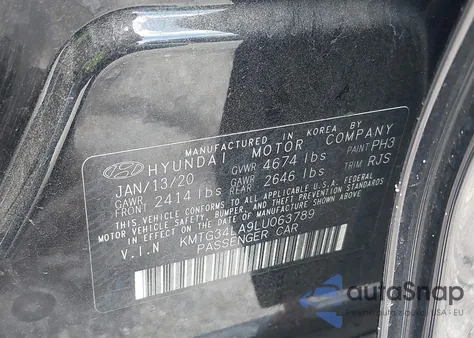 MANUFACTURED IN KOREA BY
HYUNDAI MOTOR COMPANY
JAN/13/20 GVWR 4674 lbs PAINT PH3
GAWR FRONT 2414 lbs GAWR REAR 2646 lbs TRIM RJS
THIS VEHICLE CONFORMS TO ALL APPLICABLE U.S. FEDERAL
MOTOR VEHICLE SAFETY, BUMPER, AND THEFT PREVENTION STANDARDS
IN EFFECT ON THE DATE OF MANUFACTURE SHOWN ABOVE.
V.I.N KMTG34LA9LU063789
PASSENGER CAR
autoSnap